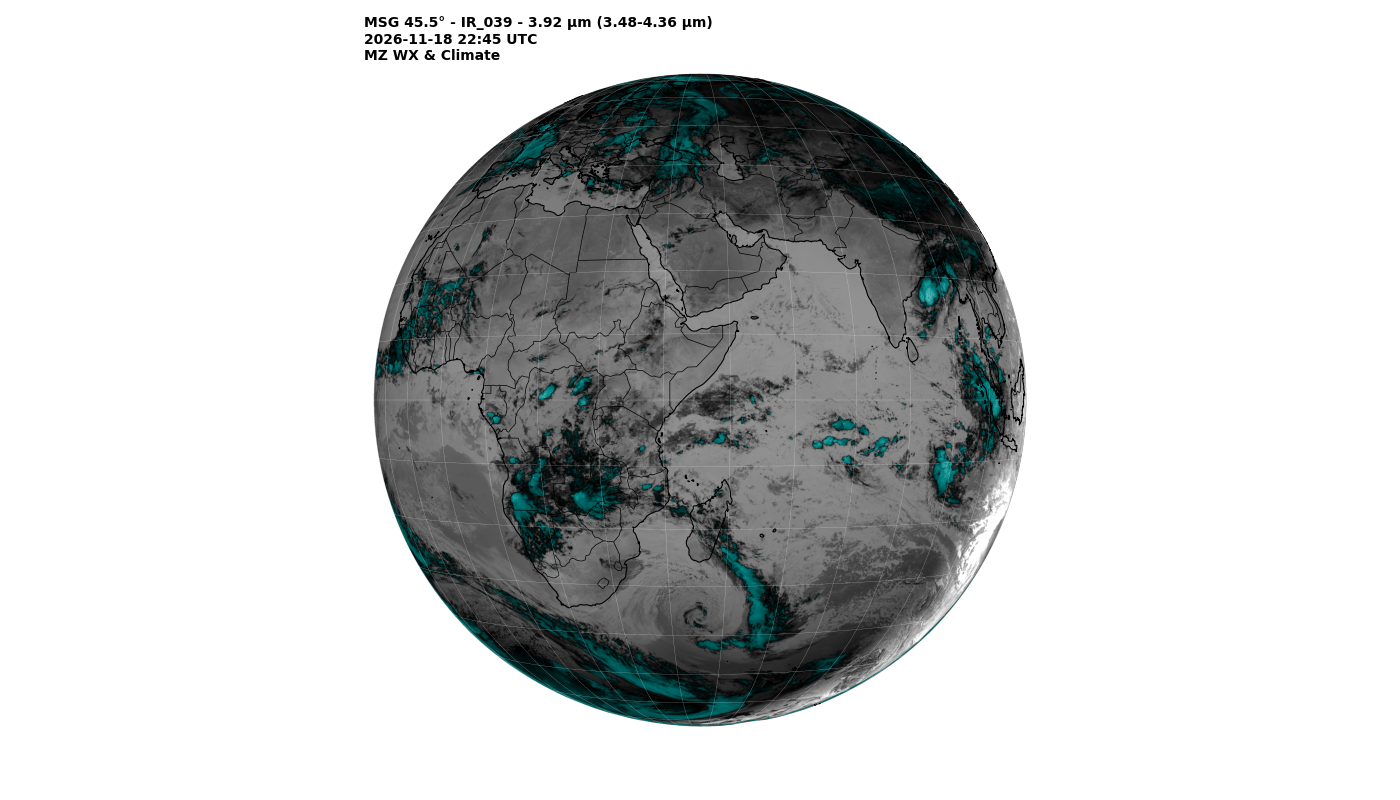 MSG 45.5° - IR_039 - 3.92 µm (3.48-4.36 µm)
2026-11-18 22:45 UTC
MZ WX & Climate